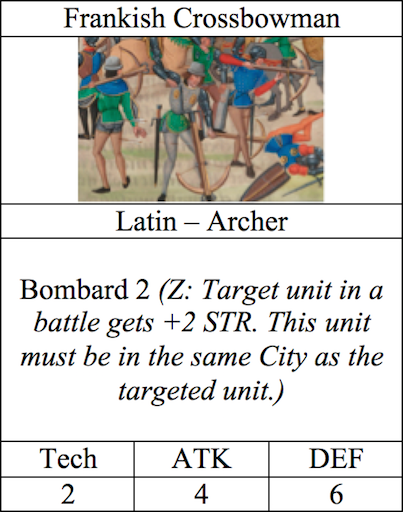 Frankish Crossbowman
Latin – Archer
Bombard 2 (Z: Target unit in a
battle gets +2 STR. This unit
must be in the same City as the
targeted unit.)
Tech ATK DEF
2 4 6